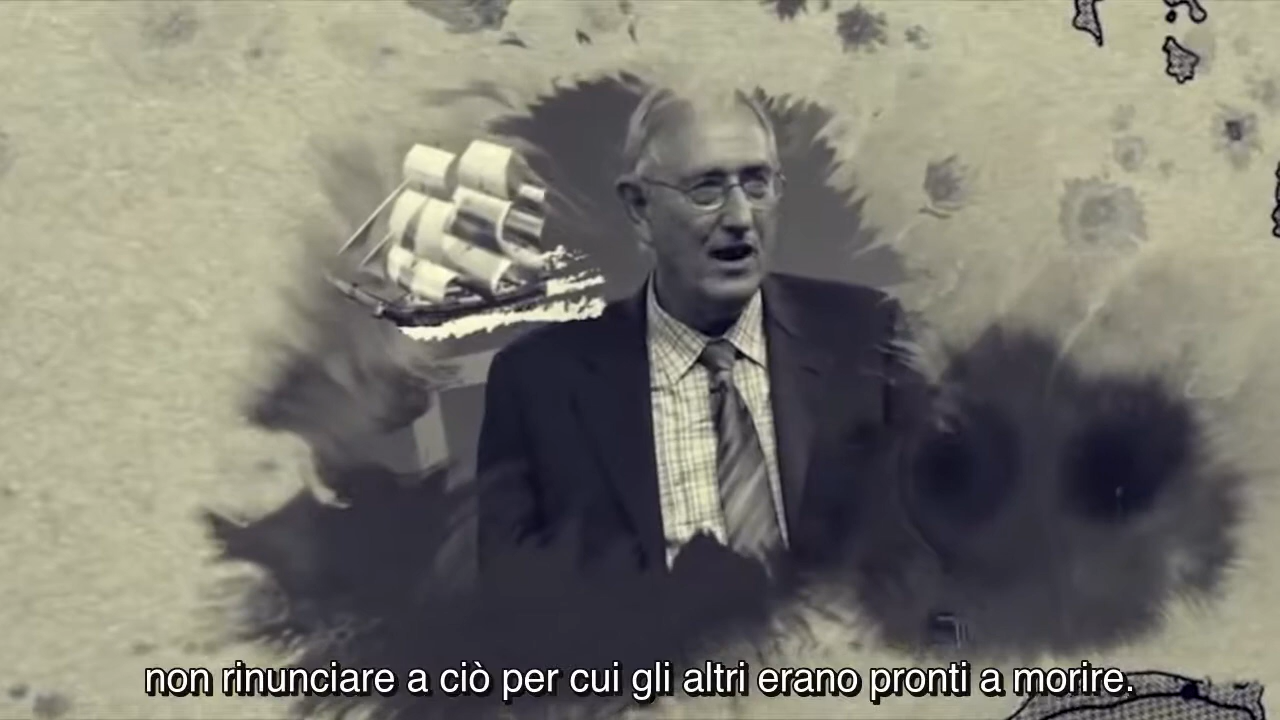 non rinunciare a ciò per cui gli altri erano pronti a morire.